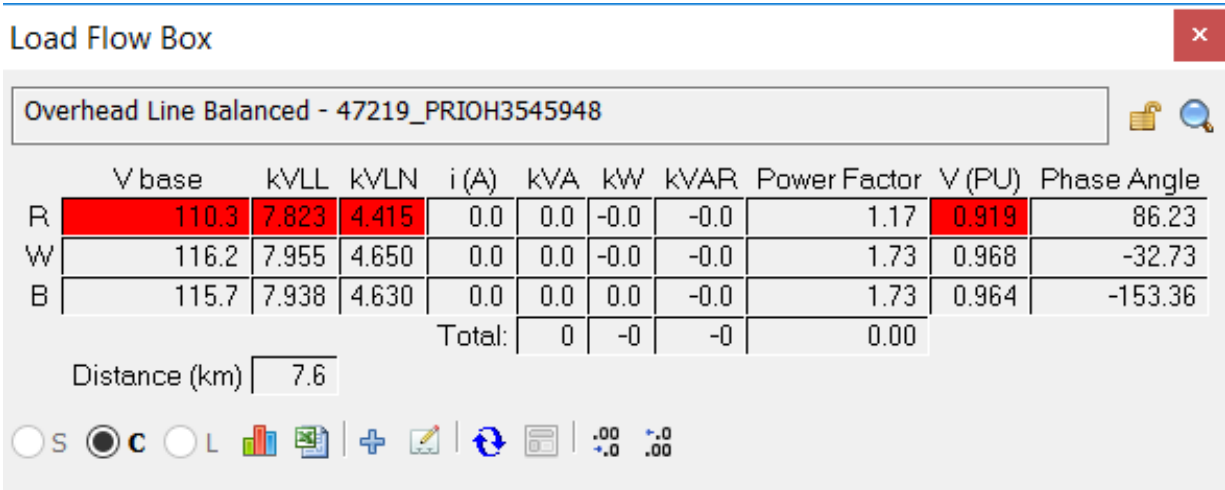 Load Flow Box
x
Overhead Line Balanced - 47219_PRIOH3545948
V base kVLL kVLN i (A) kVA kW kVAR Power Factor V (PU) Phase Angle
R 110.3 7.823 4.415 0.0 0.0 -0.0 -0.0 1.17 0.919 86.23
W 116.2 7.955 4.650 0.0 0.0 -0.0 -0.0 1.73 0.968 -32.73
B 115.7 7.938 4.630 0.0 0.0 0.0 -0.0 1.73 0.964 -153.36
Total: 0 -0 -0 0.00
Distance (km) 7.6
S C L .00 .0 .0 .00